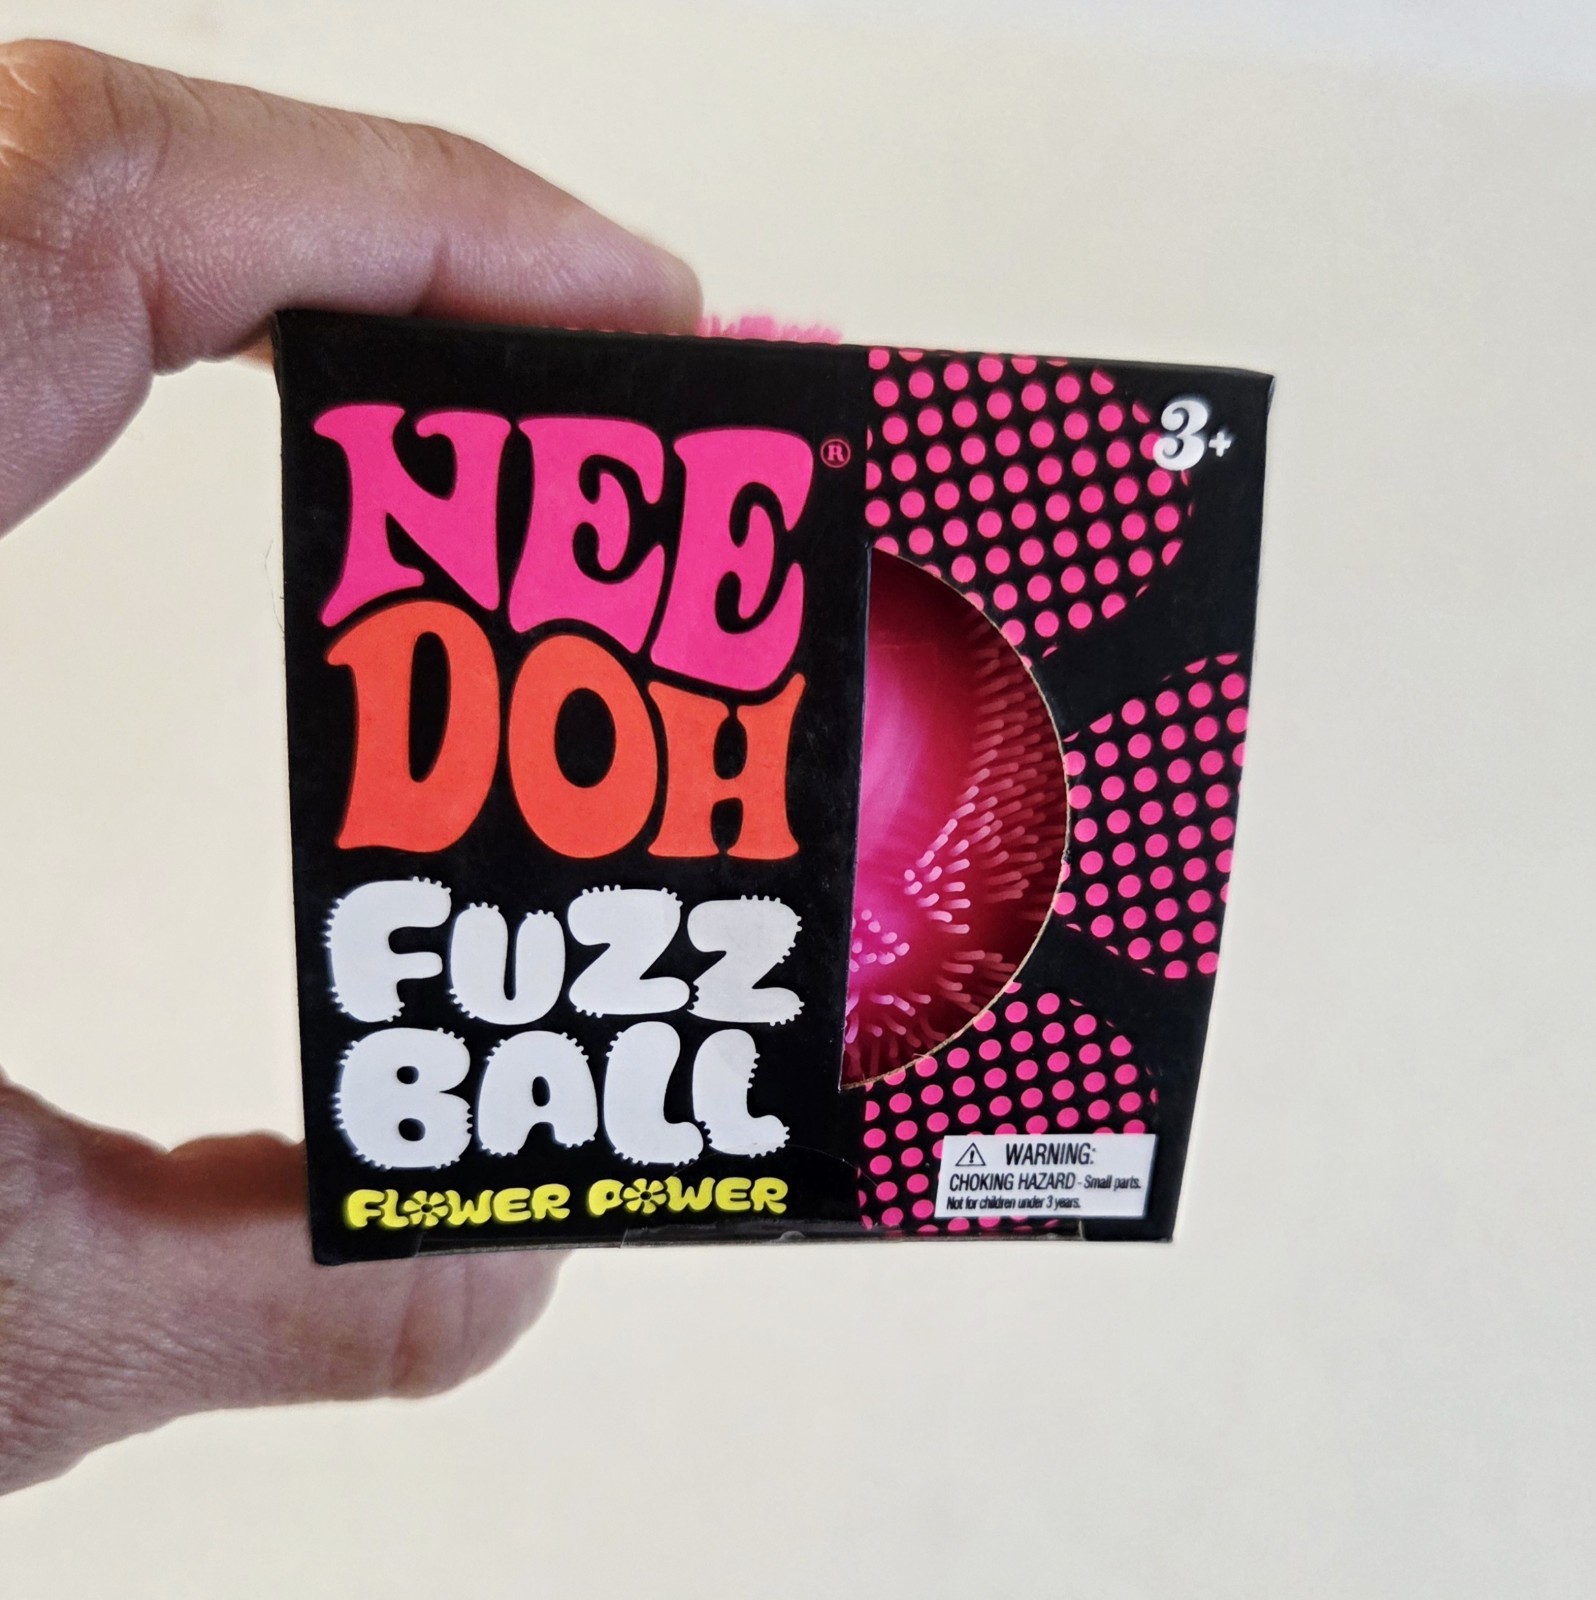 NEE®
DOH
FUZZ
BALL
FLOWER POWER
3+
⚠ WARNING:
CHOKING HAZARD - Small parts.
Not for children under 3 years.